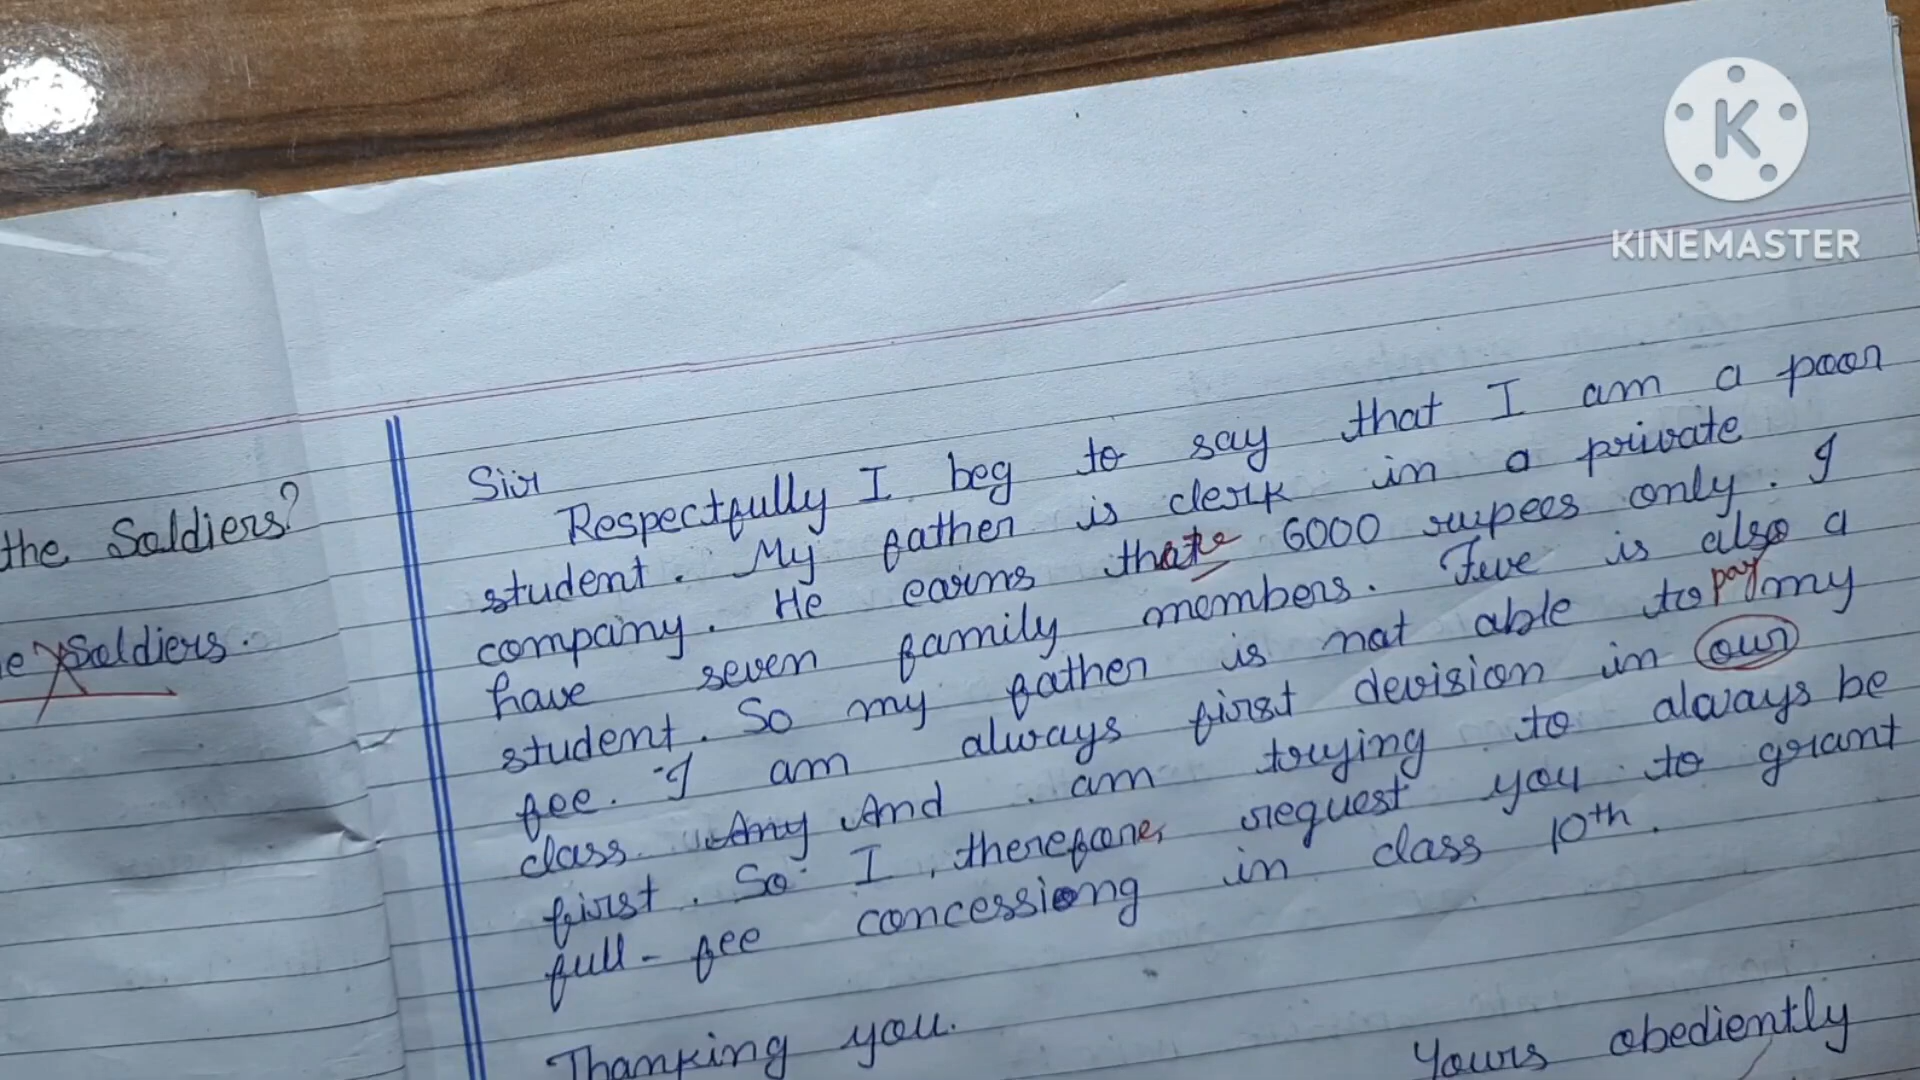 KINEMASTER
the Soldiers?
Soldiers.
Sir
Respectfully I beg to say that I am a poor
student. My father is clerk in a private
company. He earns 6000 rupees only. I
have seven family members. Five is also a
student. So my father is not able to pay my
fee. I am always first devision in our
class. Any And am trying to always be
first. So I, therefore, request you to grant
full-fee concessiong in class 10th.
Thanking you.
Yours obediently